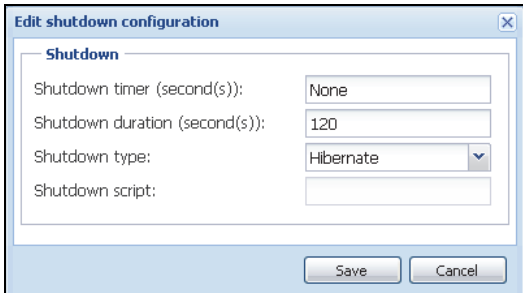 Edit shutdown configuration
Shutdown
Shutdown timer (second(s)): None
Shutdown duration (second(s)): 120
Shutdown type: Hibernate
Shutdown script:
Save Cancel